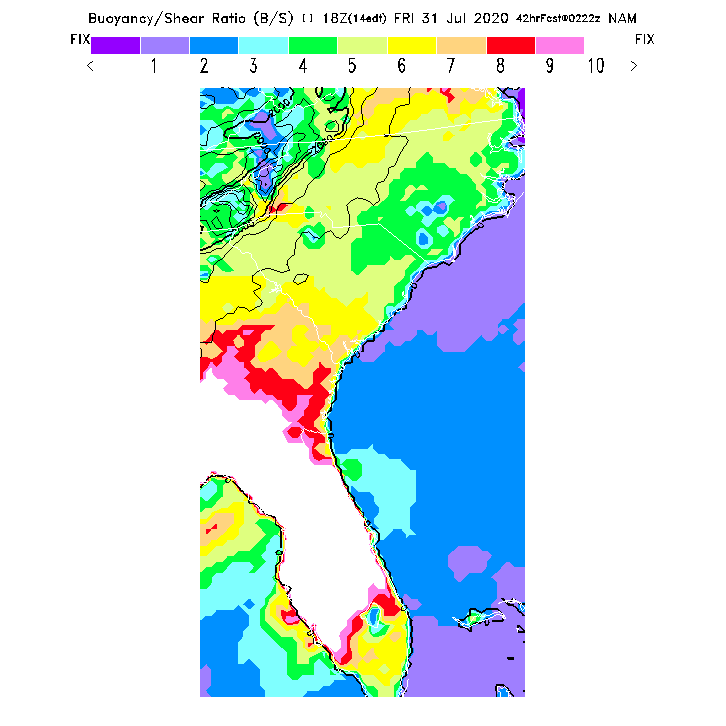 Buoyancy/Shear Ratio (B/S) [] 18Z(14edt) FRI 31 Jul 2020 42hrFcst@0222z NAM
FIX FIX
< 1 2 3 4 5 6 7 8 9 10 >